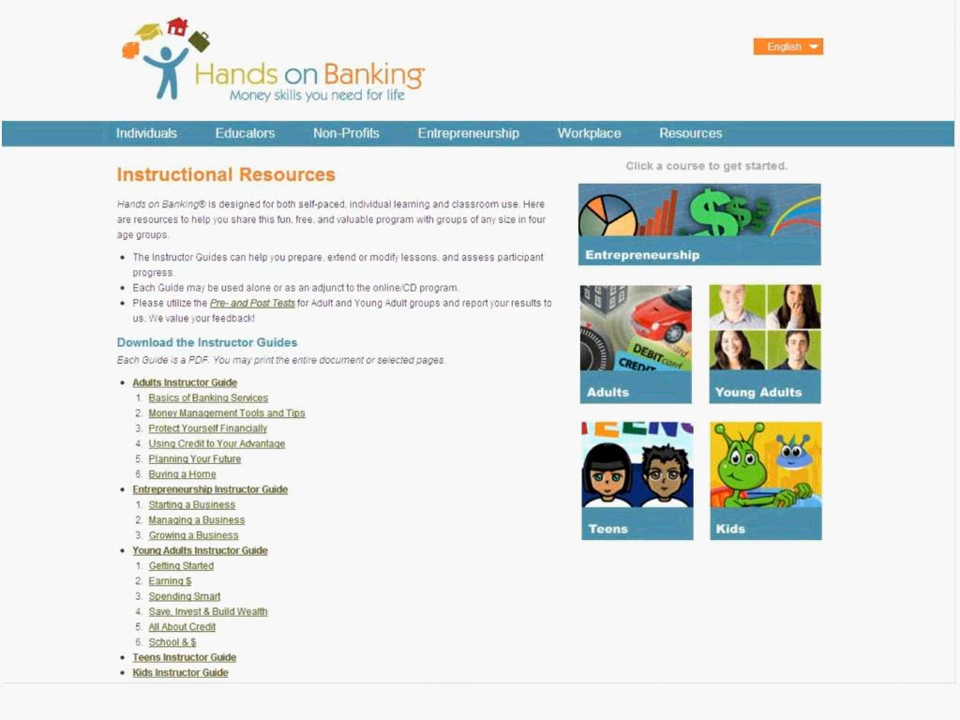 Hands on Banking®
Money skills you need for life
English
Individuals Educators Non-Profits Entrepreneurship Workplace Resources
Instructional Resources
Hands on Banking® is designed for both self-paced, individual learning and classroom use. Here
are resources to help you share this fun, free, and valuable program with groups of any size in four
age groups.
• The Instructor Guides can help you prepare, extend or modify lessons, and assess participant
progress.
• Each Guide may be used alone or as an adjunct to the online/CD program.
• Please utilize the Pre- and Post Tests for Adult and Young Adult groups and report your results to
us. We value your feedback!
Download the Instructor Guides
Each Guide is a PDF. You may print the entire document or selected pages.
• Adults Instructor Guide
1. Basics of Banking Services
2. Money Management Tools and Tips
3. Protect Yourself Financially
4. Using Credit to Your Advantage
5. Planning Your Future
6. Buying a Home
• Entrepreneurship Instructor Guide
1. Starting a Business
2. Managing a Business
3. Growing a Business
• Young Adults Instructor Guide
1. Getting Started
2. Earning $
3. Spending Smart
4. Save, Invest & Build Wealth
5. All About Credit
6. School & $
• Teens Instructor Guide
• Kids Instructor Guide
Click a course to get started.
Entrepreneurship
DEBIT card
CREDIT
Adults
Young Adults
TEENS
Teens
Kids